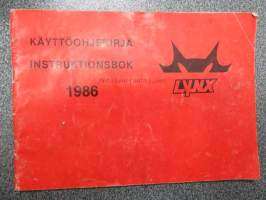 KÄYTTÖOHJEKIRJA
INSTRUKTIONSBOK
1986
LYNX